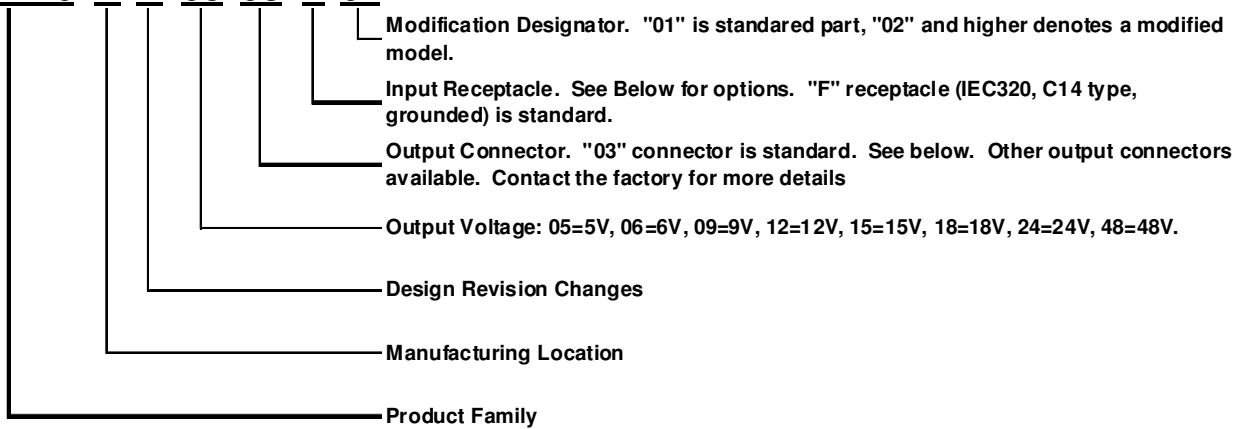 Modification Designator. "01" is standared part, "02" and higher denotes a modified
model.
Input Receptacle. See Below for options. "F" receptacle (IEC320, C14 type,
grounded) is standard.
Output Connector. "03" connector is standard. See below. Other output connectors
available. Contact the factory for more details
Output Voltage: 05=5V, 06=6V, 09=9V, 12=12V, 15=15V, 18=18V, 24=24V, 48=48V.
Design Revision Changes
Manufacturing Location
Product Family